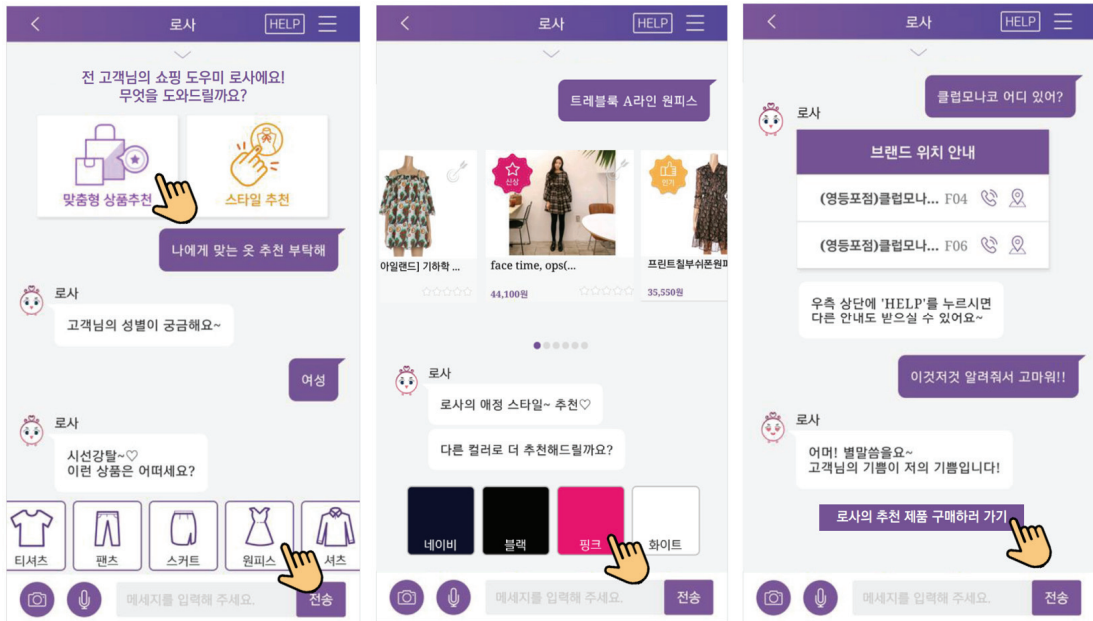 로사
HELP
전 고객님의 쇼핑 도우미 로사에요!
무엇을 도와드릴까요?
맞춤형 상품추천
스타일 추천
나에게 맞는 옷 추천 부탁해
로사
고객님의 성별이 궁금해요~
여성
로사
시선강탈~♡
이런 상품은 어떠세요?
티셔츠
팬츠
스커트
원피스
셔츠
메세지를 입력해 주세요.
전송
로사
HELP
트레블룩 A라인 원피스
신상
인기
아일랜드] 기하학 ...
face time, ops(...
44,100원
프린트칠부쉬폰원피
35,550원
로사
로사의 애정 스타일~ 추천♡
다른 컬러로 더 추천해드릴까요?
네이비
블랙
핑크
화이트
메세지를 입력해 주세요.
전송
로사
HELP
클럽모나코 어디 있어?
로사
브랜드 위치 안내
(영등포점)클럽모나... F04
(영등포점)클럽모나... F06
우측 상단에 'HELP'를 누르시면
다른 안내도 받으실 수 있어요~
이것저것 알려줘서 고마워!!
로사
어머! 별말씀을요~
고객님의 기쁨이 저의 기쁨입니다!
로사의 추천 제품 구매하러 가기
메세지를 입력해 주세요.
전송